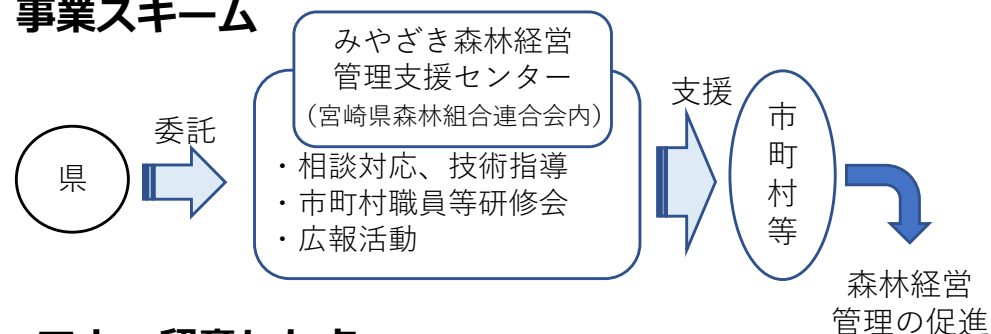 事業スキーム
みやざき森林経営
管理支援センター
(宮崎県森林組合連合会内)
県
委託
・相談対応、技術指導
・市町村職員等研修会
・広報活動
支援
市
町
村
等
森林経営
管理の促進